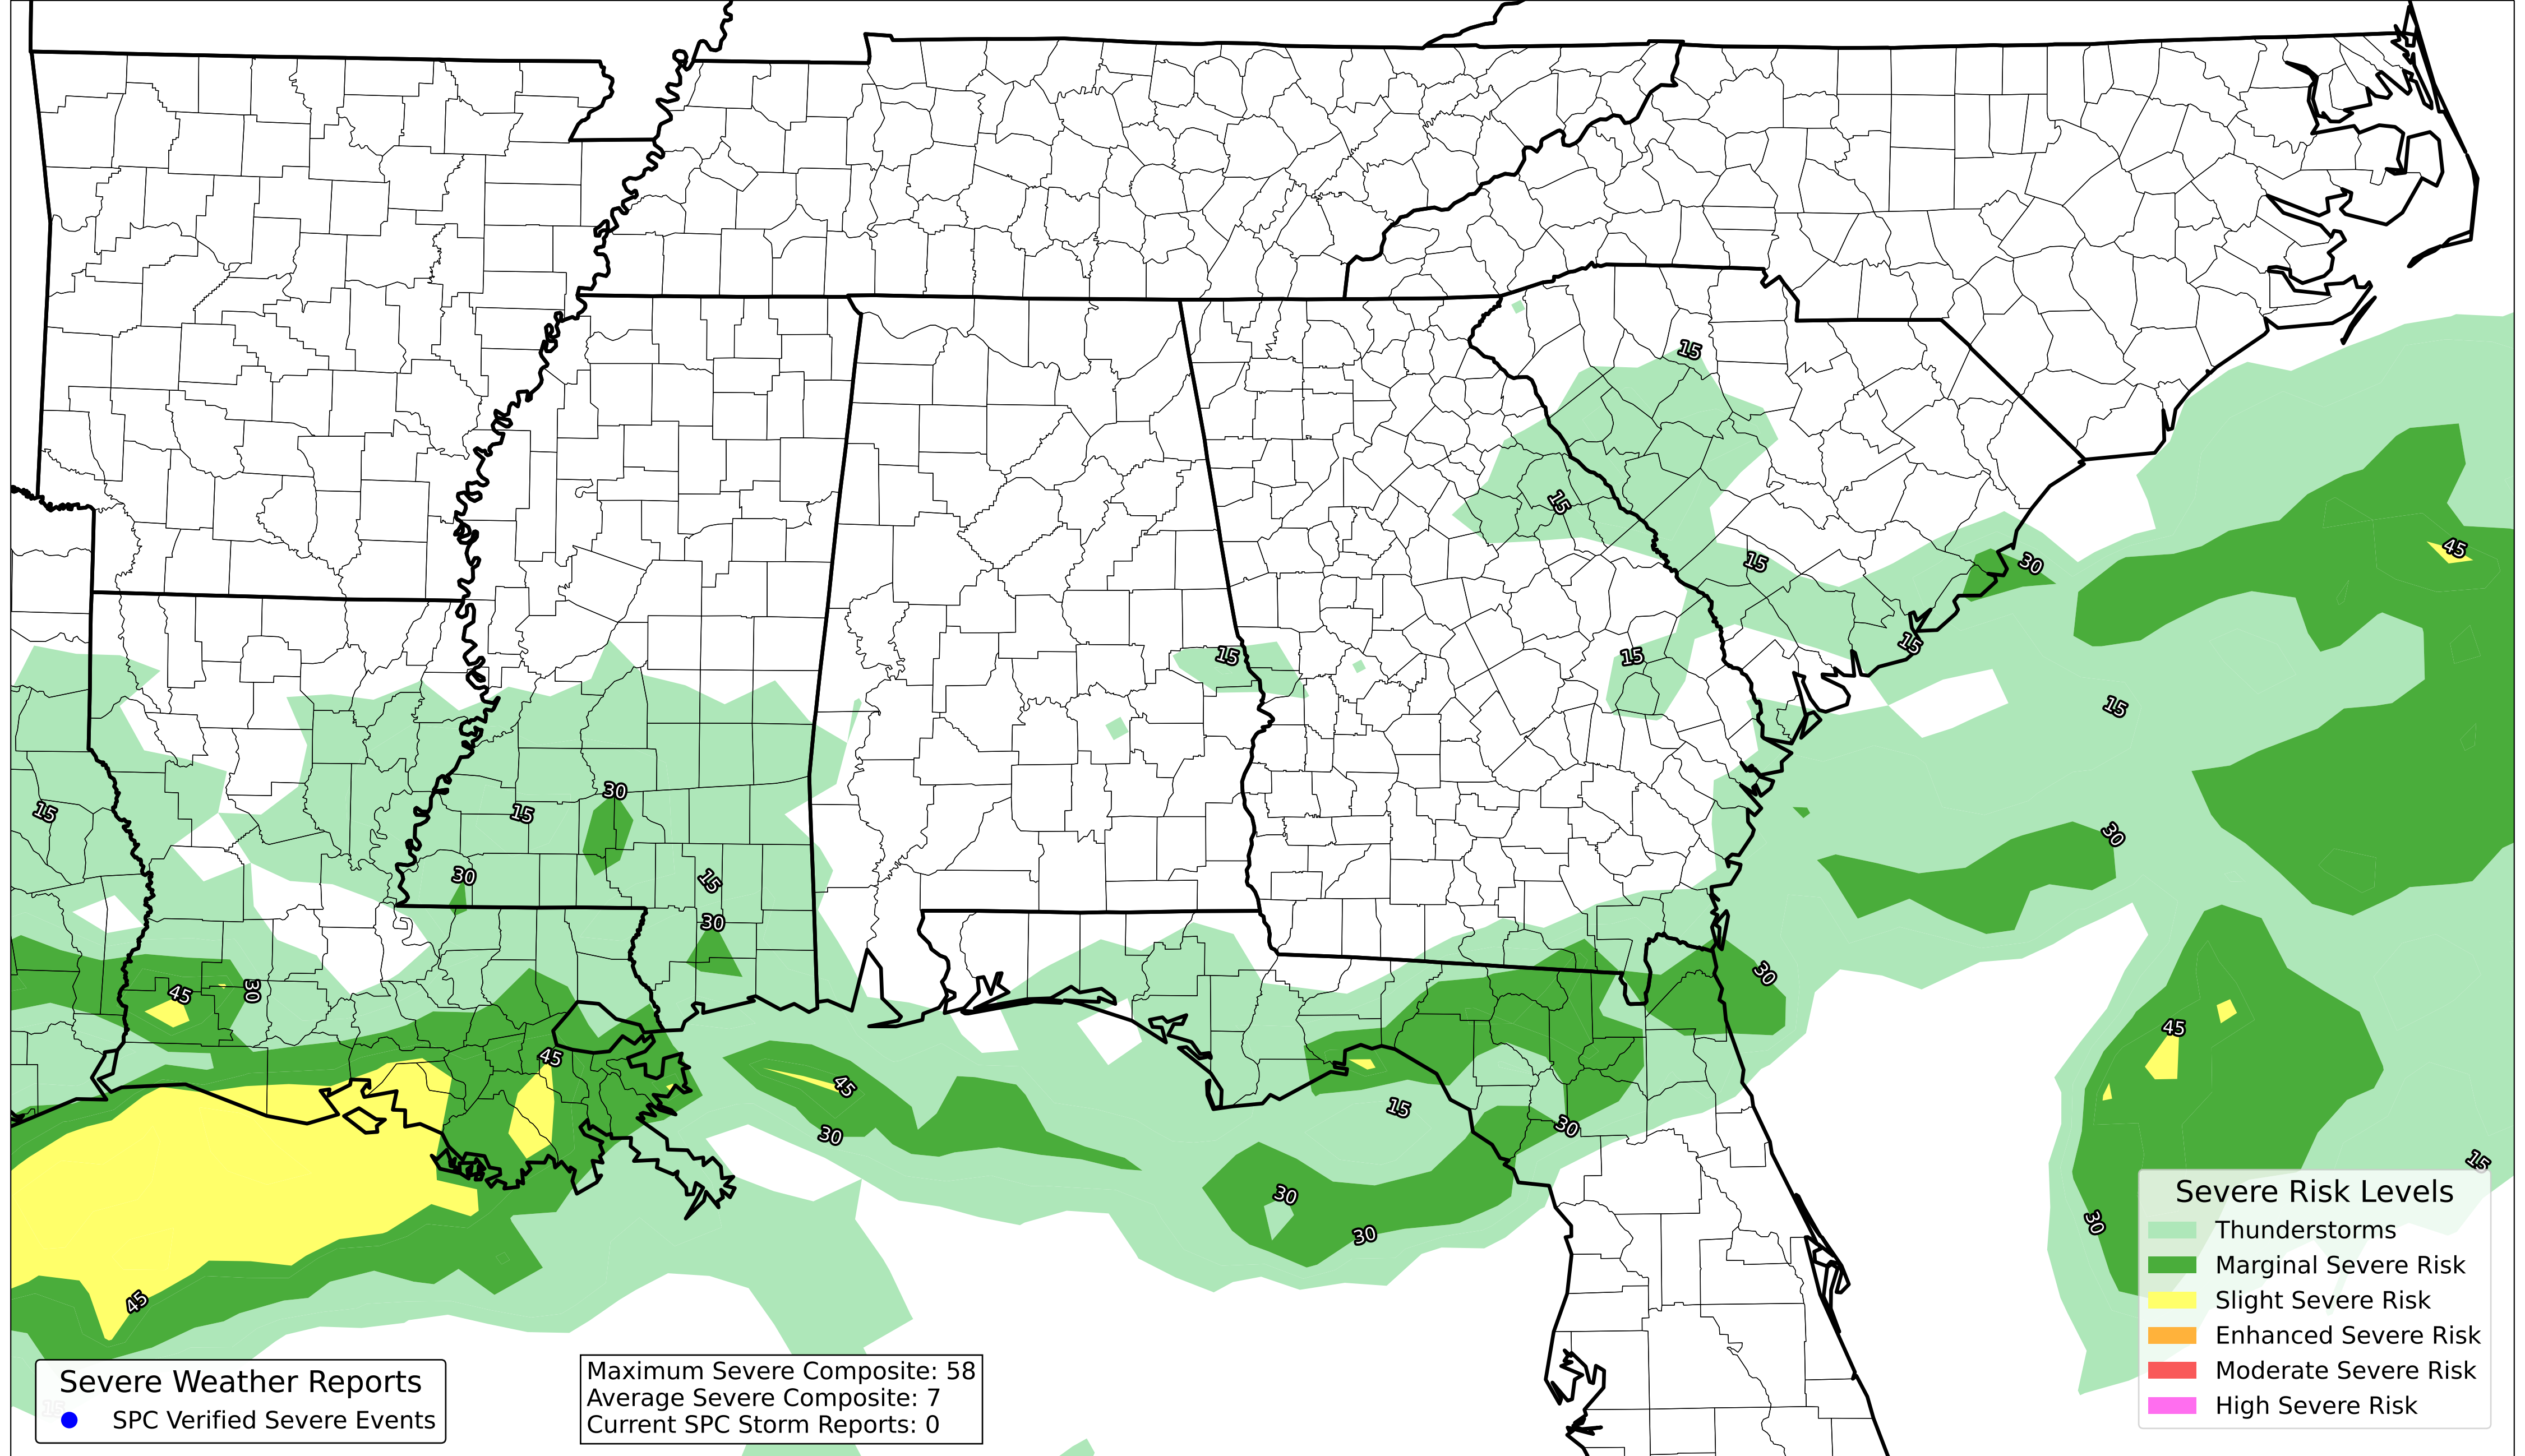 15
15
45
30
15
15
30
15
15
15
15
30
15
30
30
15
30
45
30
30
45
45
45
15
30
30
30
30
15
30
45
Severe Risk Levels
Thunderstorms
Marginal Severe Risk
Slight Severe Risk
Enhanced Severe Risk
Moderate Severe Risk
High Severe Risk
Severe Weather Reports
SPC Verified Severe Events
15
Maximum Severe Composite: 58
Average Severe Composite: 7
Current SPC Storm Reports: 0